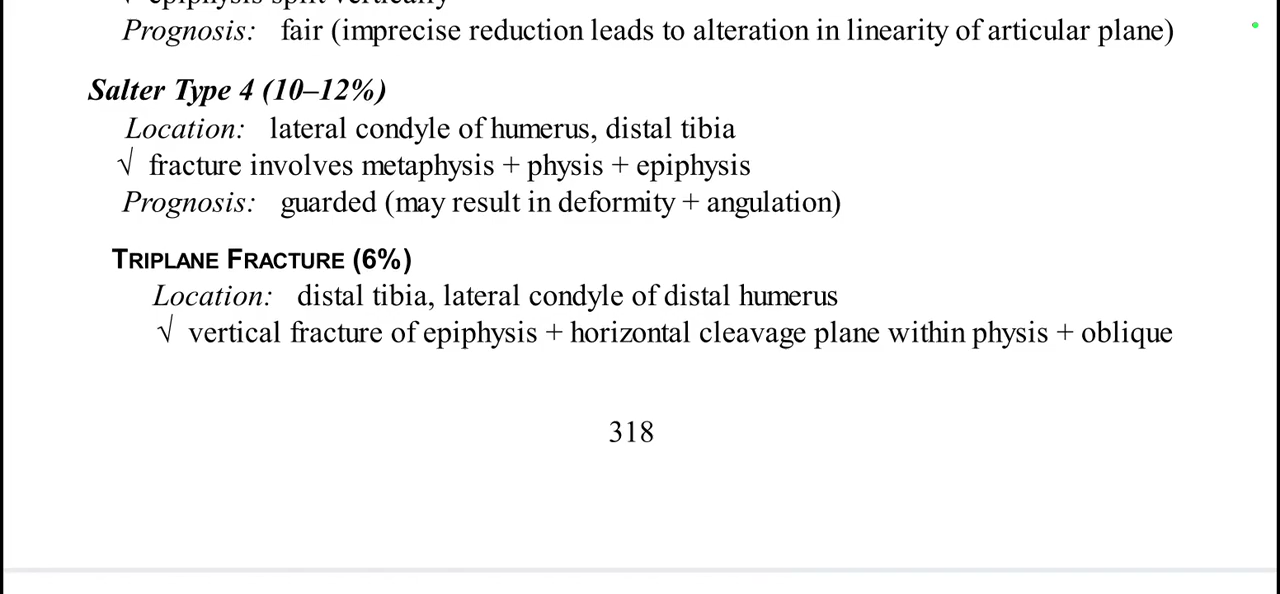 √ epiphysis split vertically
Prognosis: fair (imprecise reduction leads to alteration in linearity of articular plane)
Salter Type 4 (10–12%)
Location: lateral condyle of humerus, distal tibia
√ fracture involves metaphysis + physis + epiphysis
Prognosis: guarded (may result in deformity + angulation)
TRIPLANE FRACTURE (6%)
Location: distal tibia, lateral condyle of distal humerus
√ vertical fracture of epiphysis + horizontal cleavage plane within physis + oblique
318